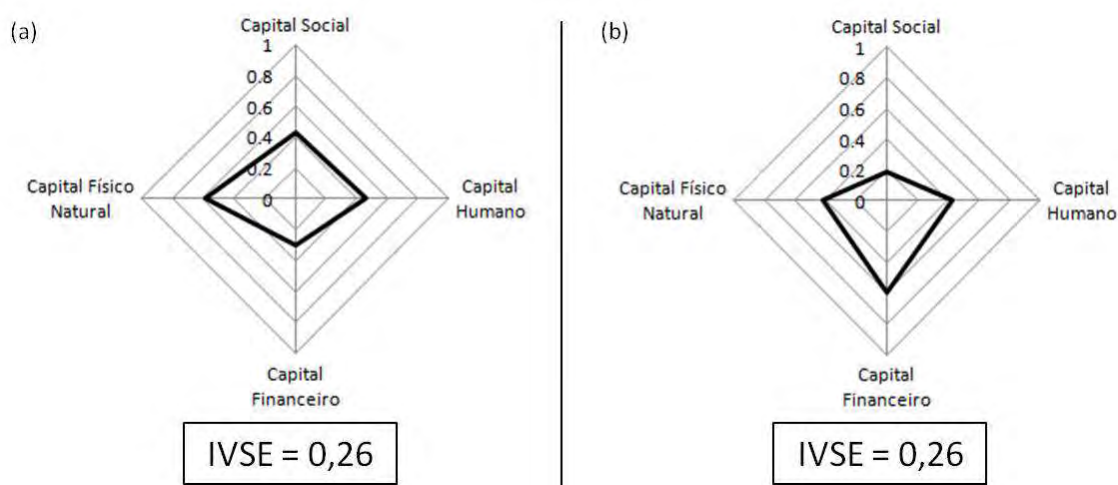 (a)
Capital Social
1
0.8
0.6
0.4
0.2
0
Capital Físico
Natural
Capital
Humano
Capital
Financeiro
IVSE = 0,26
(b)
Capital Social
1
0.8
0.6
0.4
0.2
0
Capital Físico
Natural
Capital
Humano
Capital
Financeiro
IVSE = 0,26